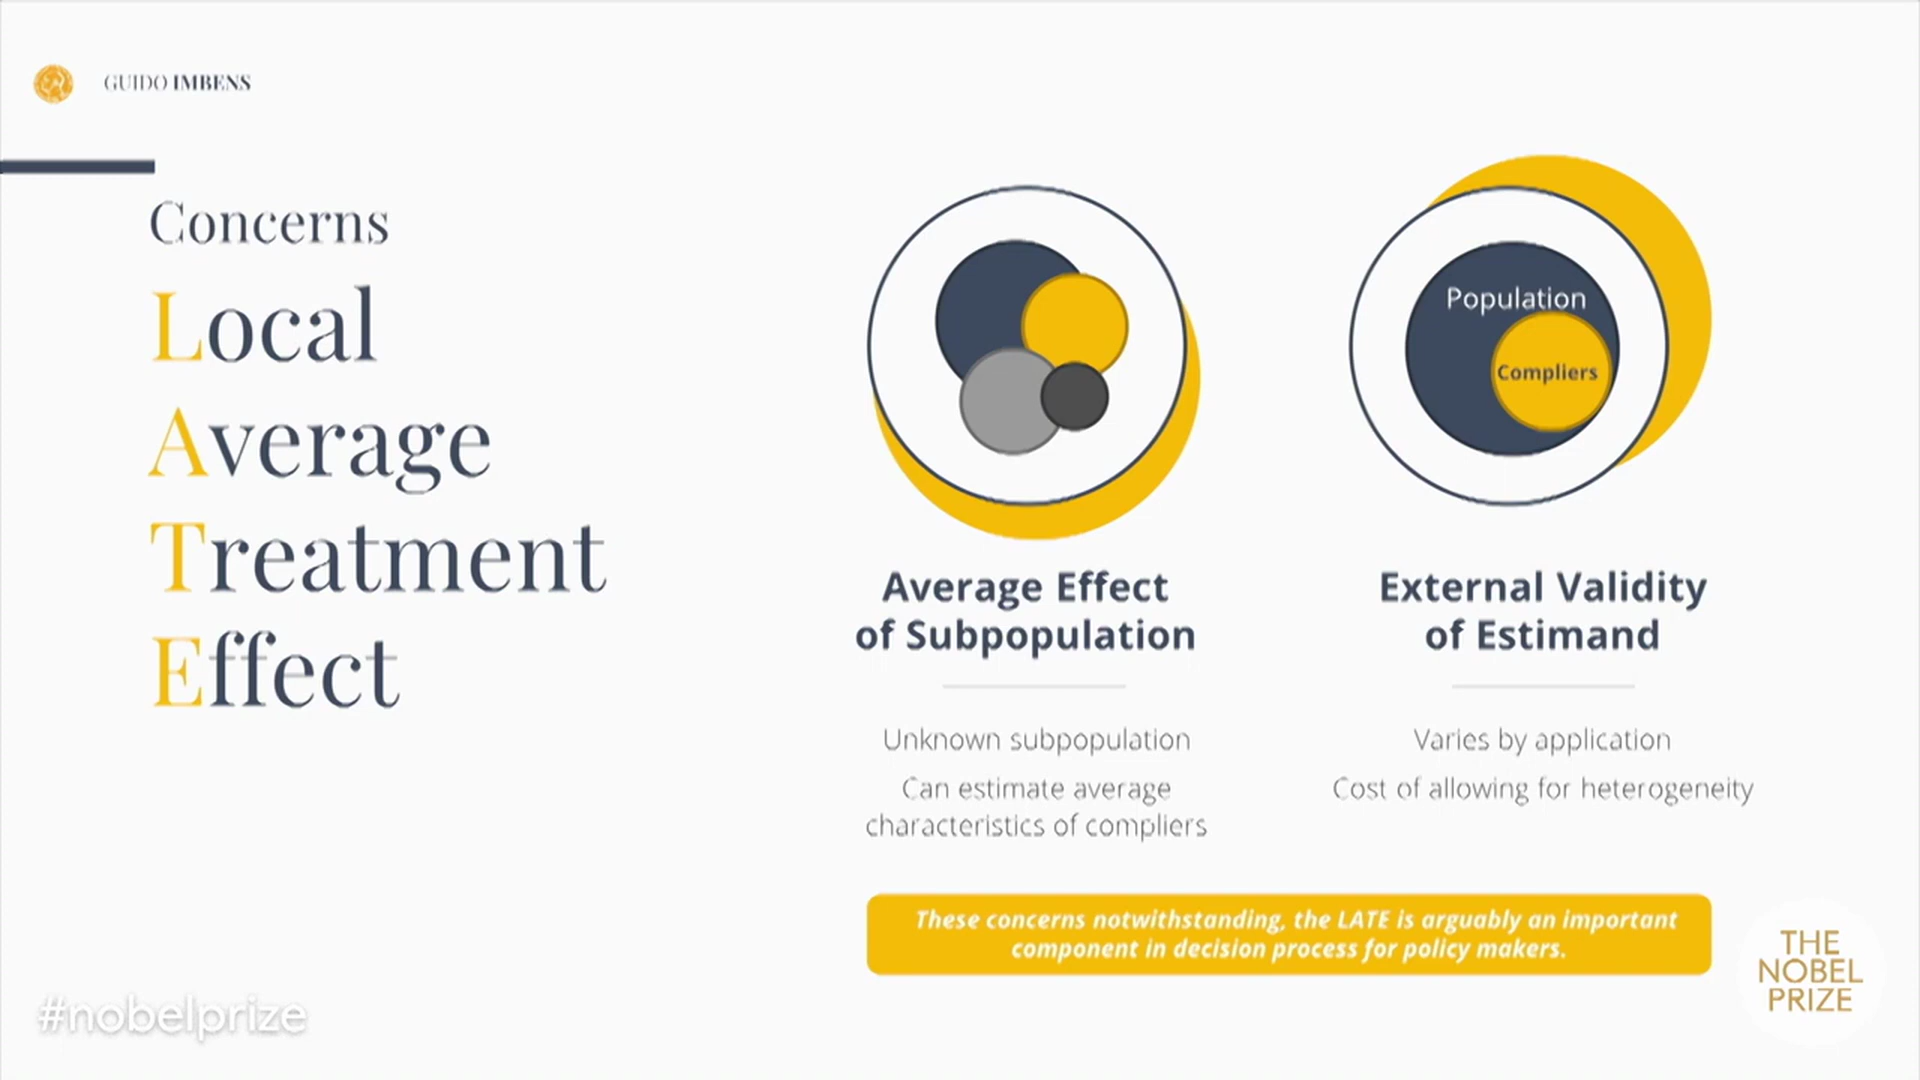 GUIDO IMBENS
Concerns
Local
Average
Treatment
Effect
Population
Compliers
Average Effect
of Subpopulation
Unknown subpopulation
Can estimate average
characteristics of compliers
External Validity
of Estimand
Varies by application
Cost of allowing for heterogeneity
These concerns notwithstanding, the LATE is arguably an important
component in decision process for policy makers.
#nobelprize
THE
NOBEL
PRIZE